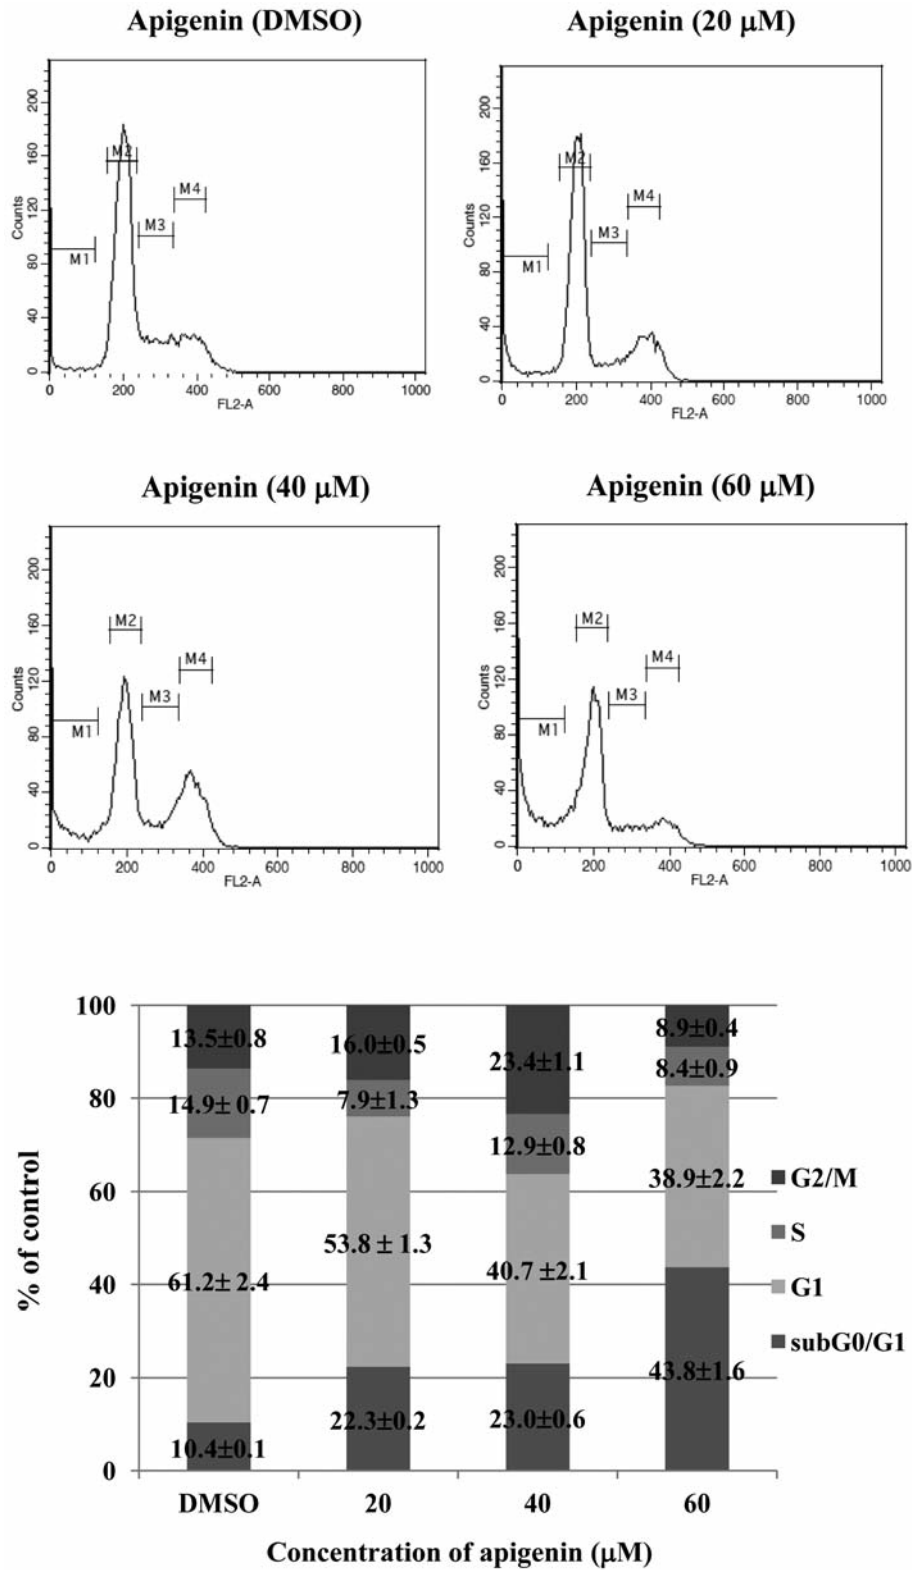 Apigenin (DMSO)
Apigenin (20 µM)
Counts
0 40 80 120 160 200
M1
M2
M3
M4
0 200 400 600 800 1000
FL2-A
Counts
0 40 80 120 160 200
M1
M2
M3
M4
0 200 400 600 800 1000
FL2-A
Apigenin (40 µM)
Apigenin (60 µM)
Counts
0 40 80 120 160 200
M1
M2
M3
M4
0 200 400 600 800 1000
FL2-A
Counts
0 40 80 120 160 200
M1
M2
M3
M4
0 200 400 600 800 1000
FL2-A
% of control
100
80
60
40
20
0
13.5±0.8
14.9± 0.7
61.2± 2.4
10.4±0.1
16.0±0.5
7.9±1.3
53.8 ± 1.3
22.3±0.2
23.4±1.1
12.9±0.8
40.7 ±2.1
23.0±0.6
8.9±0.4
8.4±0.9
38.9±2.2
43.8±1.6
G2/M
S
G1
subG0/G1
DMSO 20 40 60
Concentration of apigenin (µM)